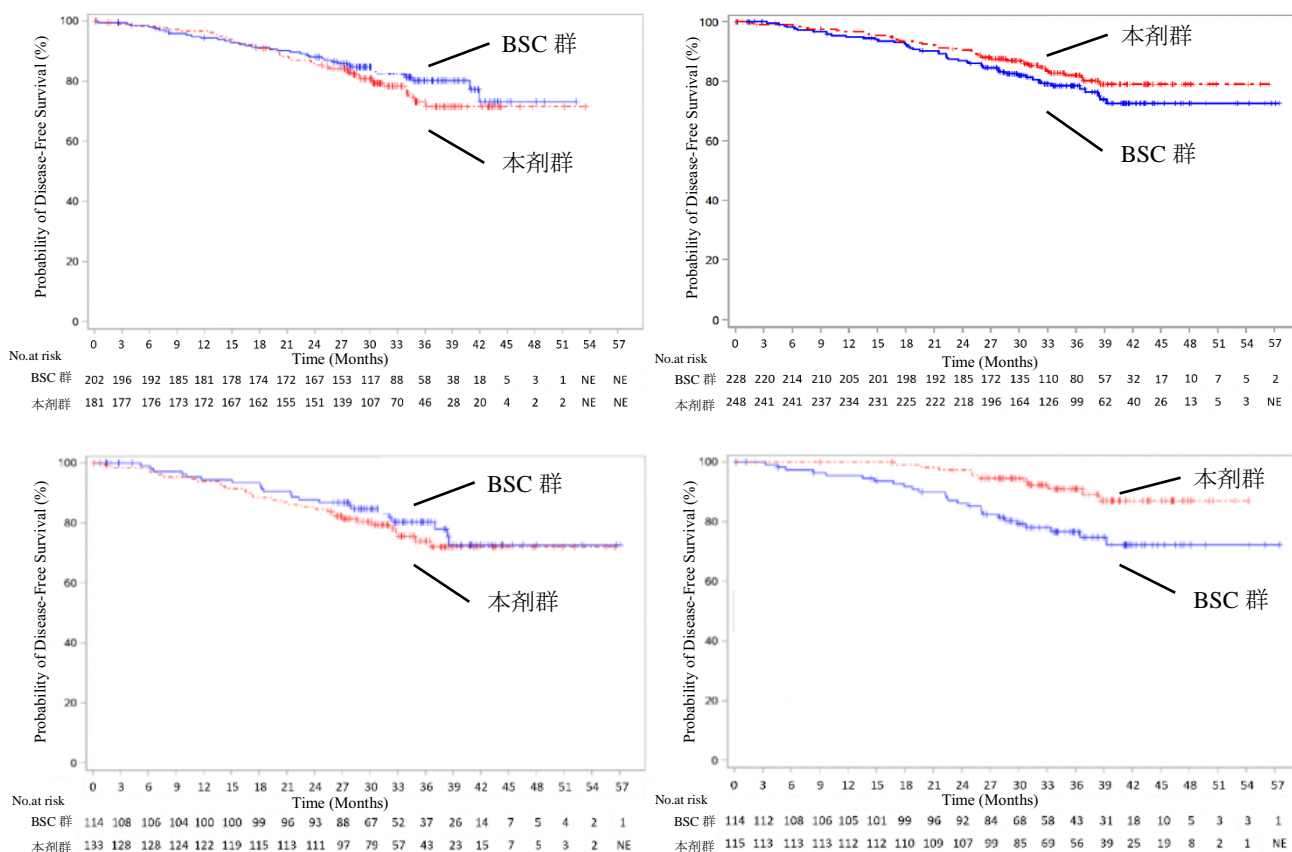 Probability of Disease-Free Survival (%)
100
80
60
40
20
0
BSC 群
本剤群
0 3 6 9 12 15 18 21 24 27 30 33 36 39 42 45 48 51 54 57
No.at risk
Time (Months)
BSC 群 202 196 192 185 181 178 174 172 167 153 117 88 58 38 18 5 3 1 NE NE
本剤群 181 177 176 173 172 167 162 155 151 139 107 70 46 28 20 4 2 2 NE NE
Probability of Disease-Free Survival (%)
100
80
60
40
20
0
本剤群
BSC 群
0 3 6 9 12 15 18 21 24 27 30 33 36 39 42 45 48 51 54 57
No.at risk
Time (Months)
BSC 群 228 220 214 210 205 201 198 192 185 172 135 110 80 57 32 17 10 7 5 2
本剤群 248 241 241 237 234 231 225 222 218 196 164 126 99 62 40 26 13 5 3 NE
Probability of Disease-Free Survival (%)
100
80
60
40
20
0
BSC 群
本剤群
0 3 6 9 12 15 18 21 24 27 30 33 36 39 42 45 48 51 54 57
No.at risk
Time (Months)
BSC 群 114 108 106 104 100 100 99 96 93 88 67 52 37 26 14 7 5 4 2 1
本剤群 133 128 128 124 122 119 115 113 111 97 79 57 43 23 15 7 5 3 2 NE
Probability of Disease-Free Survival (%)
100
80
60
40
20
0
本剤群
BSC 群
0 3 6 9 12 15 18 21 24 27 30 33 36 39 42 45 48 51 54 57
No.at risk
Time (Months)
BSC 群 114 112 108 106 105 101 99 96 92 84 68 58 43 31 18 10 5 3 3 1
本剤群 115 113 113 113 112 112 110 109 107 99 85 69 56 39 25 19 8 2 1 NE